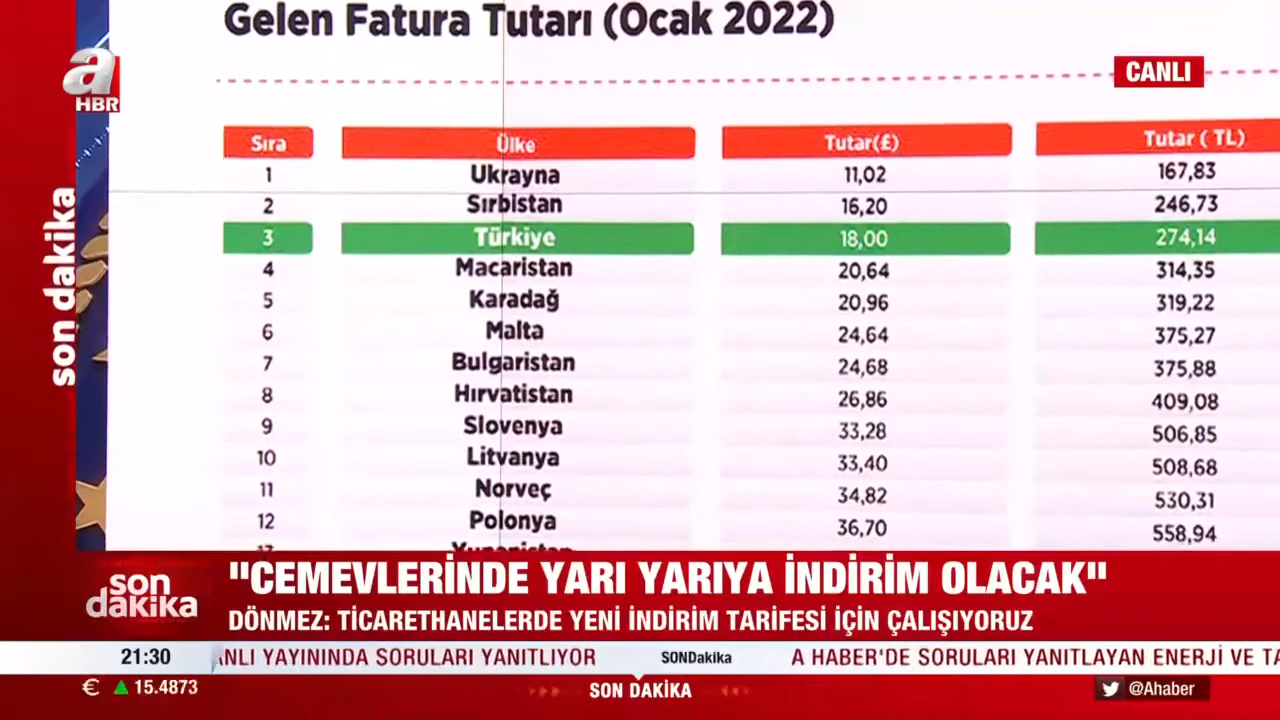 Gelen Fatura Tutarı (Ocak 2022)
a
HBR
CANLI
son dakika
Sıra Ülke Tutar(£) Tutar ( TL)
1 Ukrayna 11,02 167,83
2 Sırbistan 16,20 246,73
3 Türkiye 18,00 274,14
4 Macaristan 20,64 314,35
5 Karadağ 20,96 319,22
6 Malta 24,64 375,27
7 Bulgaristan 24,68 375,88
8 Hırvatistan 26,86 409,08
9 Slovenya 33,28 506,85
10 Litvanya 33,40 508,68
11 Norveç 34,82 530,31
12 Polonya 36,70 558,94
son dakika
"CEMEVLERİNDE YARI YARIYA İNDİRİM OLACAK"
DÖNMEZ: TİCARETHANELERDE YENİ İNDİRİM TARİFESİ İÇİN ÇALIŞIYORUZ
21:30 ANLI YAYININDA SORULARI YANITLIYOR SONDakika A HABER'DE SORULARI YANITLAYAN ENERJİ VE
€ 15.4873 SON DAKİKA @Ahaber